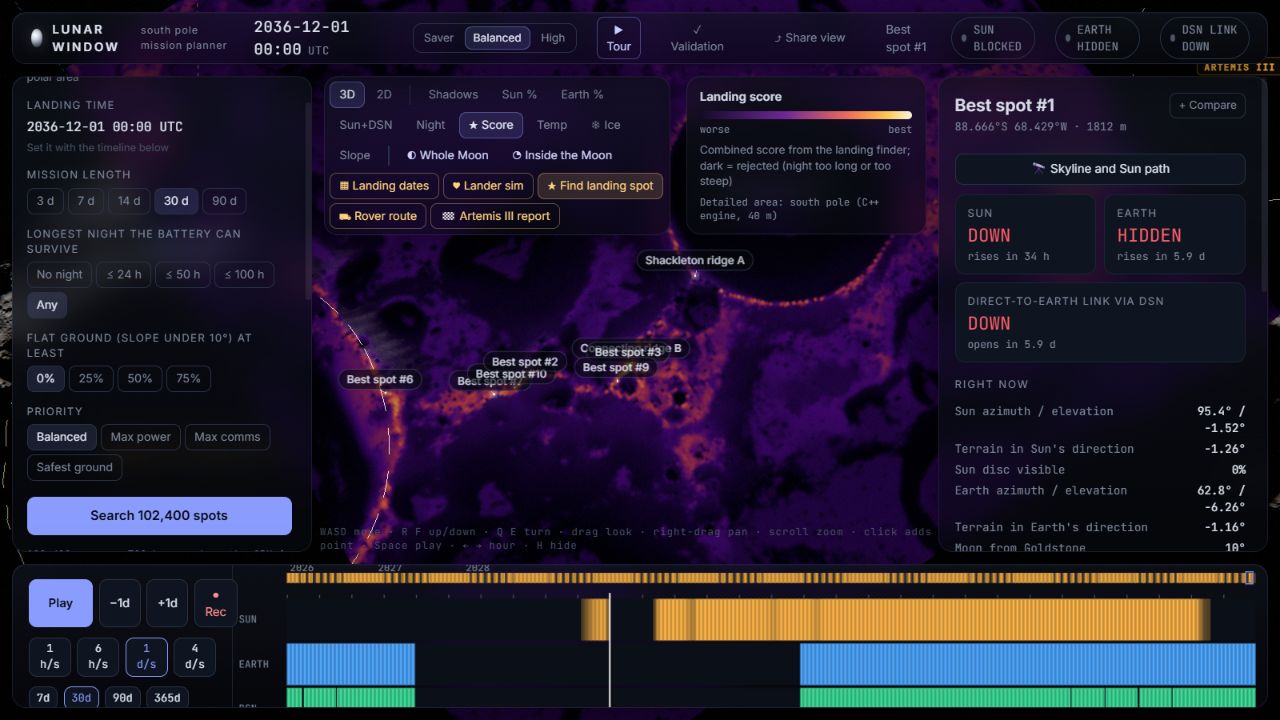 LUNAR
WINDOW
south pole
mission planner
2036-12-01
00:00 UTC
Saver Balanced High
▶
Tour
✓
Validation
⤴ Share view
Best
spot #1
SUN
BLOCKED
EARTH
HIDDEN
DSN LINK
DOWN
ARTEMIS III
polar area
LANDING TIME
2036-12-01 00:00 UTC
Set it with the timeline below
MISSION LENGTH
3 d 7 d 14 d 30 d 90 d
LONGEST NIGHT THE BATTERY CAN
SURVIVE
No night ≤ 24 h ≤ 50 h ≤ 100 h
Any
FLAT GROUND (SLOPE UNDER 10°) AT
LEAST
0% 25% 50% 75%
PRIORITY
Balanced Max power Max comms
Safest ground
Search 102,400 spots
3D 2D Shadows Sun % Earth %
Sun+DSN Night ★ Score Temp ❄ Ice
Slope ◐ Whole Moon ◔ Inside the Moon
▦ Landing dates ♥ Lander sim ★ Find landing spot
⛟ Rover route 🏁 Artemis III report
Landing score
worse best
Combined score from the landing finder;
dark = rejected (night too long or too
steep)
Detailed area: south pole (C++
engine, 40 m)
Shackleton ridge A
Best spot #3
Best spot #2
Best spot #9
Best spot #10
Best spot #6
WASD move · R F up/down · Q E turn · drag look · right-drag pan · scroll zoom · click adds
point · Space play · ← → hour · H hide
Best spot #1
+ Compare
88.666°S 68.429°W · 1812 m
🔭 Skyline and Sun path
SUN
DOWN
rises in 34 h
EARTH
HIDDEN
rises in 5.9 d
DIRECT-TO-EARTH LINK VIA DSN
DOWN
opens in 5.9 d
RIGHT NOW
Sun azimuth / elevation 95.4° /
-1.52°
Terrain in Sun's direction -1.26°
Sun disc visible 0%
Earth azimuth / elevation 62.8° /
-6.26°
Terrain in Earth's direction -1.16°
Moon from Goldstone 10°
Play −1d +1d ● Rec
1
h/s
6
h/s
1
d/s
4
d/s
7d 30d 90d 365d
2026 2027 2028
SUN
EARTH
DSN